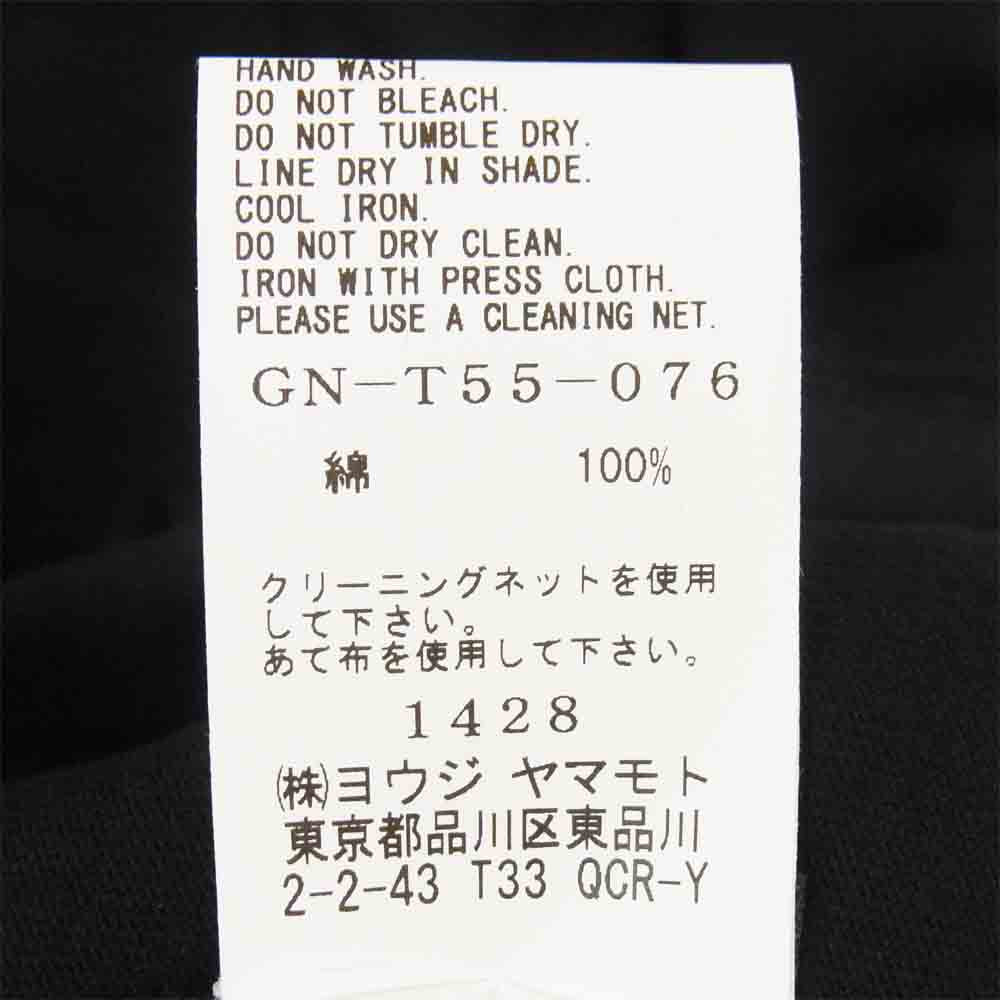 HAND WASH.
DO NOT BLEACH.
DO NOT TUMBLE DRY.
LINE DRY IN SHADE.
COOL IRON.
DO NOT DRY CLEAN.
IRON WITH PRESS CLOTH.
PLEASE USE A CLEANING NET.
GN-T55-076
綿 100%
クリーニングネットを使用
して下さい。
あて布を使用して下さい。
1428
(株)ヨウジ ヤマモト
東京都品川区東品川
2-2-43 T33 QCR-Y